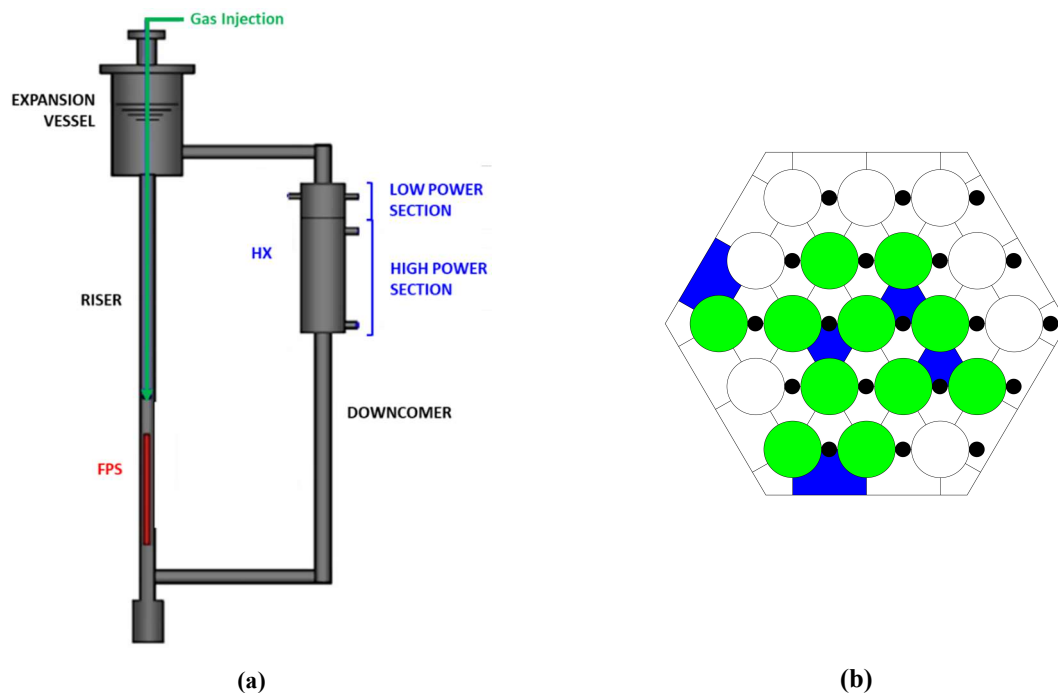 Gas Injection
EXPANSION
VESSEL
LOW POWER
SECTION
HX
HIGH POWER
SECTION
RISER
DOWNCOMER
FPS
(a)
(b)